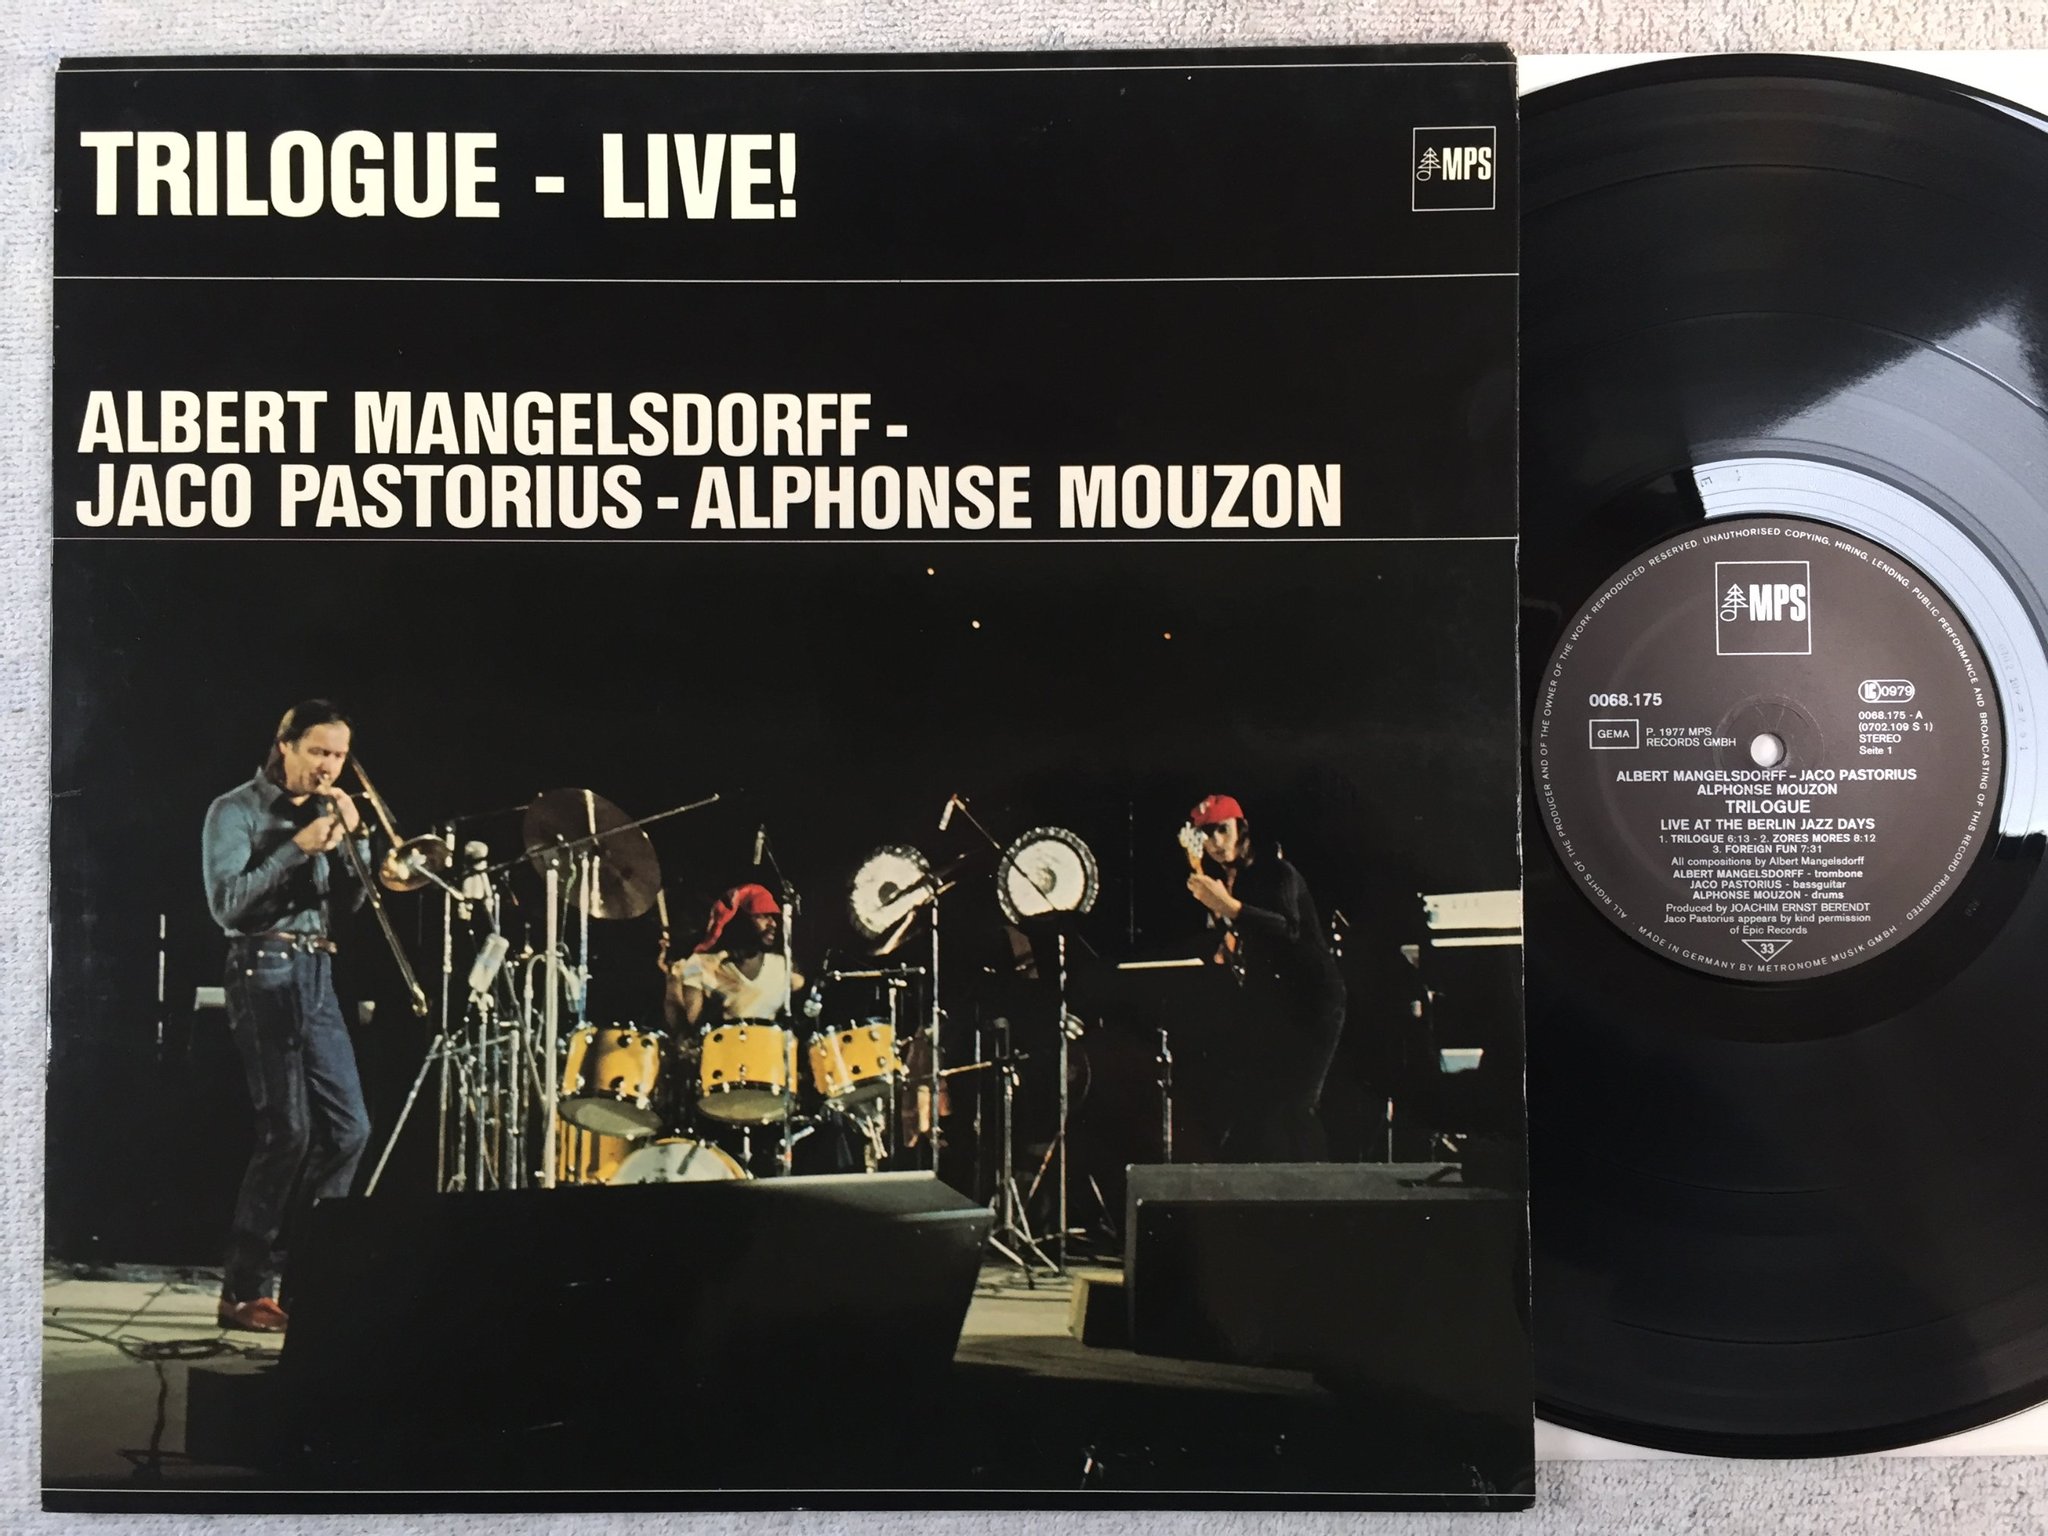 TRILOGUE - LIVE!
MPS
ALBERT MANGELSDORFF -
JACO PASTORIUS - ALPHONSE MOUZON
ALL RIGHTS OF THE PRODUCER AND OF THE OWNER OF THE WORK REPRODUCED RESERVED. UNAUTHORISED COPYING, HIRING, LENDING, PUBLIC PERFORMANCE AND BROADCASTING OF THIS RECORD PROHIBITED
MPS
0068.175
0979
GEMA
P. 1977 MPS
RECORDS GMBH
0068.175 - A
(0702.109 S 1)
STEREO
Seite 1
ALBERT MANGELSDORFF – JACO PASTORIUS
ALPHONSE MOUZON
TRILOGUE
LIVE AT THE BERLIN JAZZ DAYS
1. TRILOGUE 6:13 - 2. ZORES MORES 8:12
3. FOREIGN FUN 7:31
All compositions by Albert Mangelsdorff
ALBERT MANGELSDORFF - trombone
JACO PASTORIUS - bassguitar
ALPHONSE MOUZON - drums
Produced by JOACHIM ERNST BERENDT
Jaco Pastorius appears by kind permission
of Epic Records
33
· MADE IN GERMANY BY METRONOME MUSIK GMBH ·